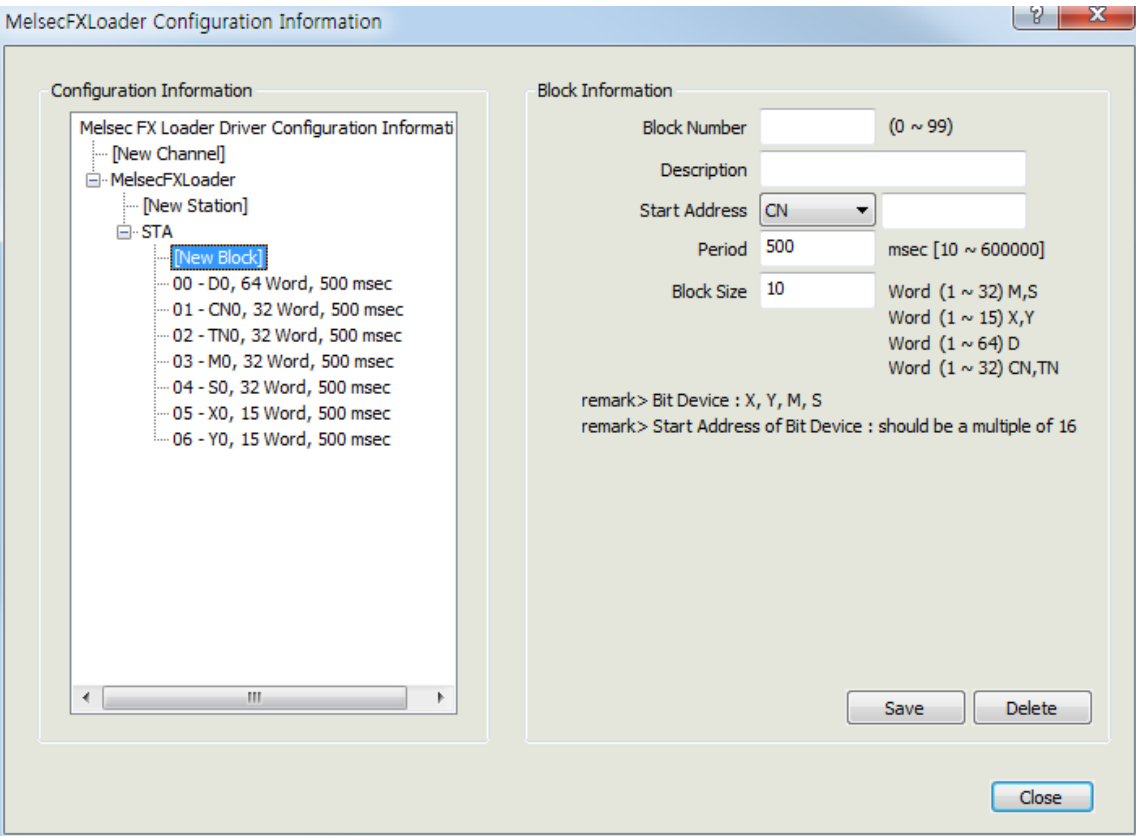 MelsecFXLoader Configuration Information
?
X
Configuration Information
Melsec FX Loader Driver Configuration Informati
[New Channel]
MelsecFXLoader
[New Station]
STA
[New Block]
00 - D0, 64 Word, 500 msec
01 - CN0, 32 Word, 500 msec
02 - TN0, 32 Word, 500 msec
03 - M0, 32 Word, 500 msec
04 - S0, 32 Word, 500 msec
05 - X0, 15 Word, 500 msec
06 - Y0, 15 Word, 500 msec
Block Information
Block Number (0 ~ 99)
Description
Start Address CN
Period 500 msec [10 ~ 600000]
Block Size 10 Word (1 ~ 32) M,S
Word (1 ~ 15) X,Y
Word (1 ~ 64) D
Word (1 ~ 32) CN,TN
remark> Bit Device : X, Y, M, S
remark> Start Address of Bit Device : should be a multiple of 16
Save Delete
Close